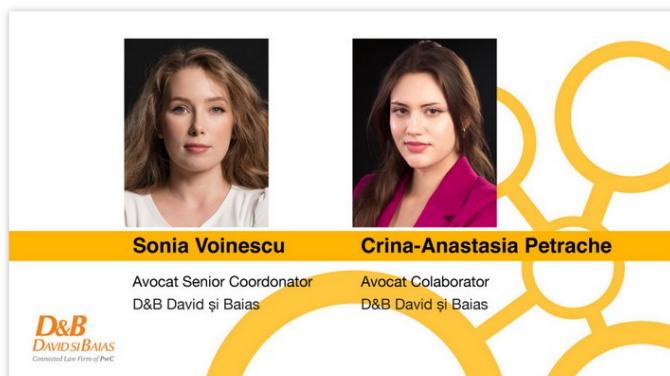 Sonia Voinescu
Avocat Senior Coordonator
D&B David și Baias
Crina-Anastasia Petrache
Avocat Colaborator
D&B David și Baias
D&B
DAVID SI BAIAS
Connected Law Firm of PwC